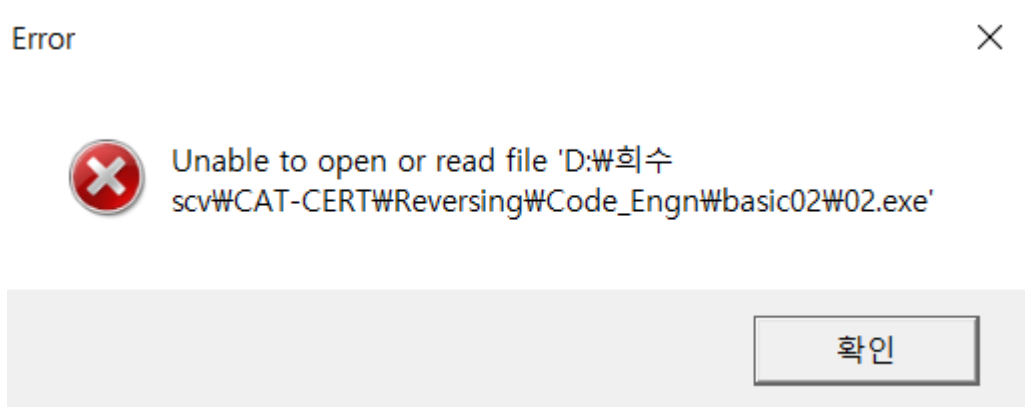 Error
Unable to open or read file 'D:₩희수
scv₩CAT-CERT₩Reversing₩Code_Engn₩basic02₩02.exe'
확인